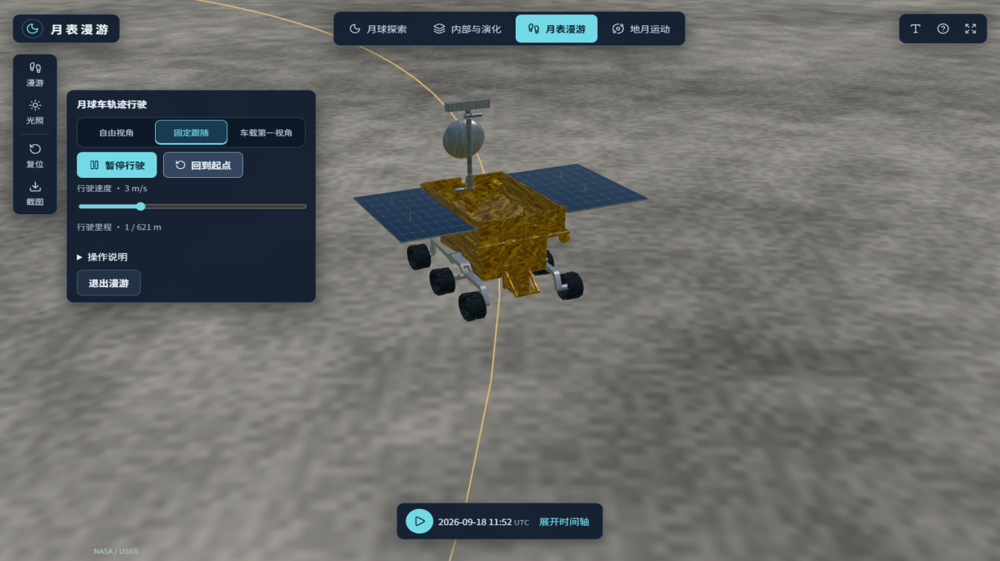 月表漫游
月球探索
内部与演化
月表漫游
地月运动
漫游
光照
复位
截图
月球车轨迹行驶
自由视角
固定跟随
车载第一视角
暂停行驶
回到起点
行驶速度 · 3 m/s
行驶里程 · 1 / 621 m
▶ 操作说明
退出漫游
2026-09-18 11:52 UTC 展开时间轴
NASA / USGS